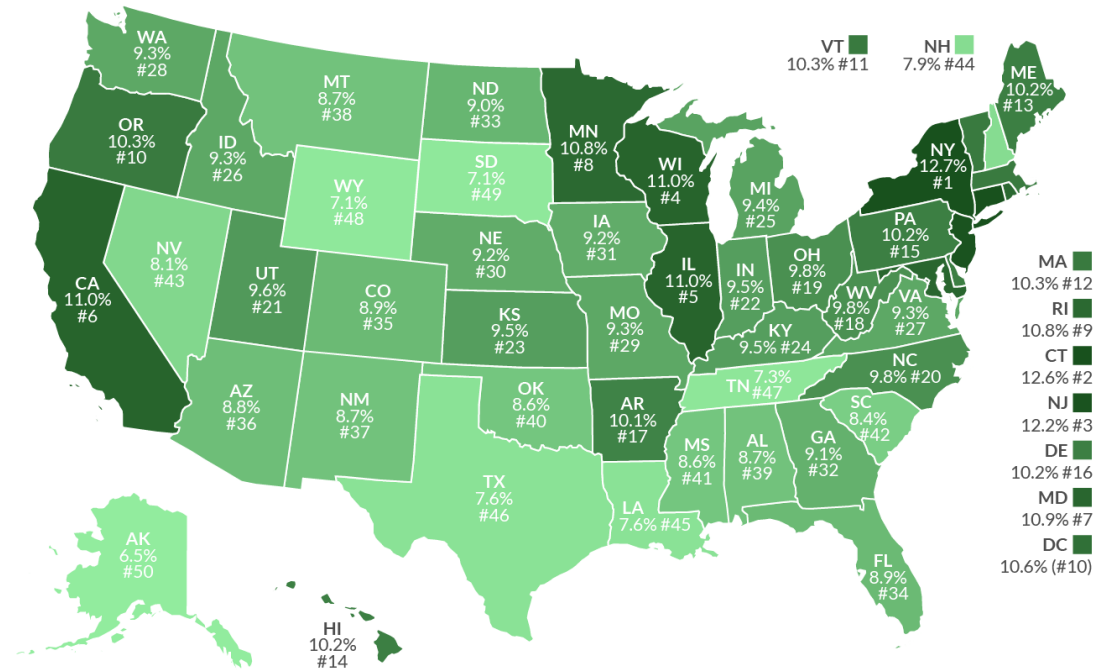 WA
9.3%
#28
MT
8.7%
#38
ND
9.0%
#33
MN
10.8%
#8
VT
10.3% #11
NH
7.9% #44
ME
10.2%
#13
OR
10.3%
#10
ID
9.3%
#26
SD
7.1%
#49
WI
11.0%
#4
NY
12.7%
#1
WY
7.1%
#48
MI
9.4%
#25
IA
9.2%
#31
PA
10.2%
#15
NV
8.1%
#43
NE
9.2%
#30
CA
11.0%
#6
UT
9.6%
#21
CO
8.9%
#35
IL
11.0%
#5
IN
9.5%
#22
OH
9.8%
#19
WV
9.8%
#18
VA
9.3%
#27
KS
9.5%
#23
MO
9.3%
#29
KY
9.5% #24
NC
9.8% #20
TN 7.3%
#47
AZ
8.8%
#36
NM
8.7%
#37
OK
8.6%
#40
AR
10.1%
#17
SC
8.4%
#42
MS
8.6%
#41
AL
8.7%
#39
GA
9.1%
#32
TX
7.6%
#46
LA
7.6% #45
FL
8.9%
#34
AK
6.5%
#50
HI
10.2%
#14
MA
10.3% #12
RI
10.8% #9
CT
12.6% #2
NJ
12.2% #3
DE
10.2% #16
MD
10.9% #7
DC
10.6% (#10)